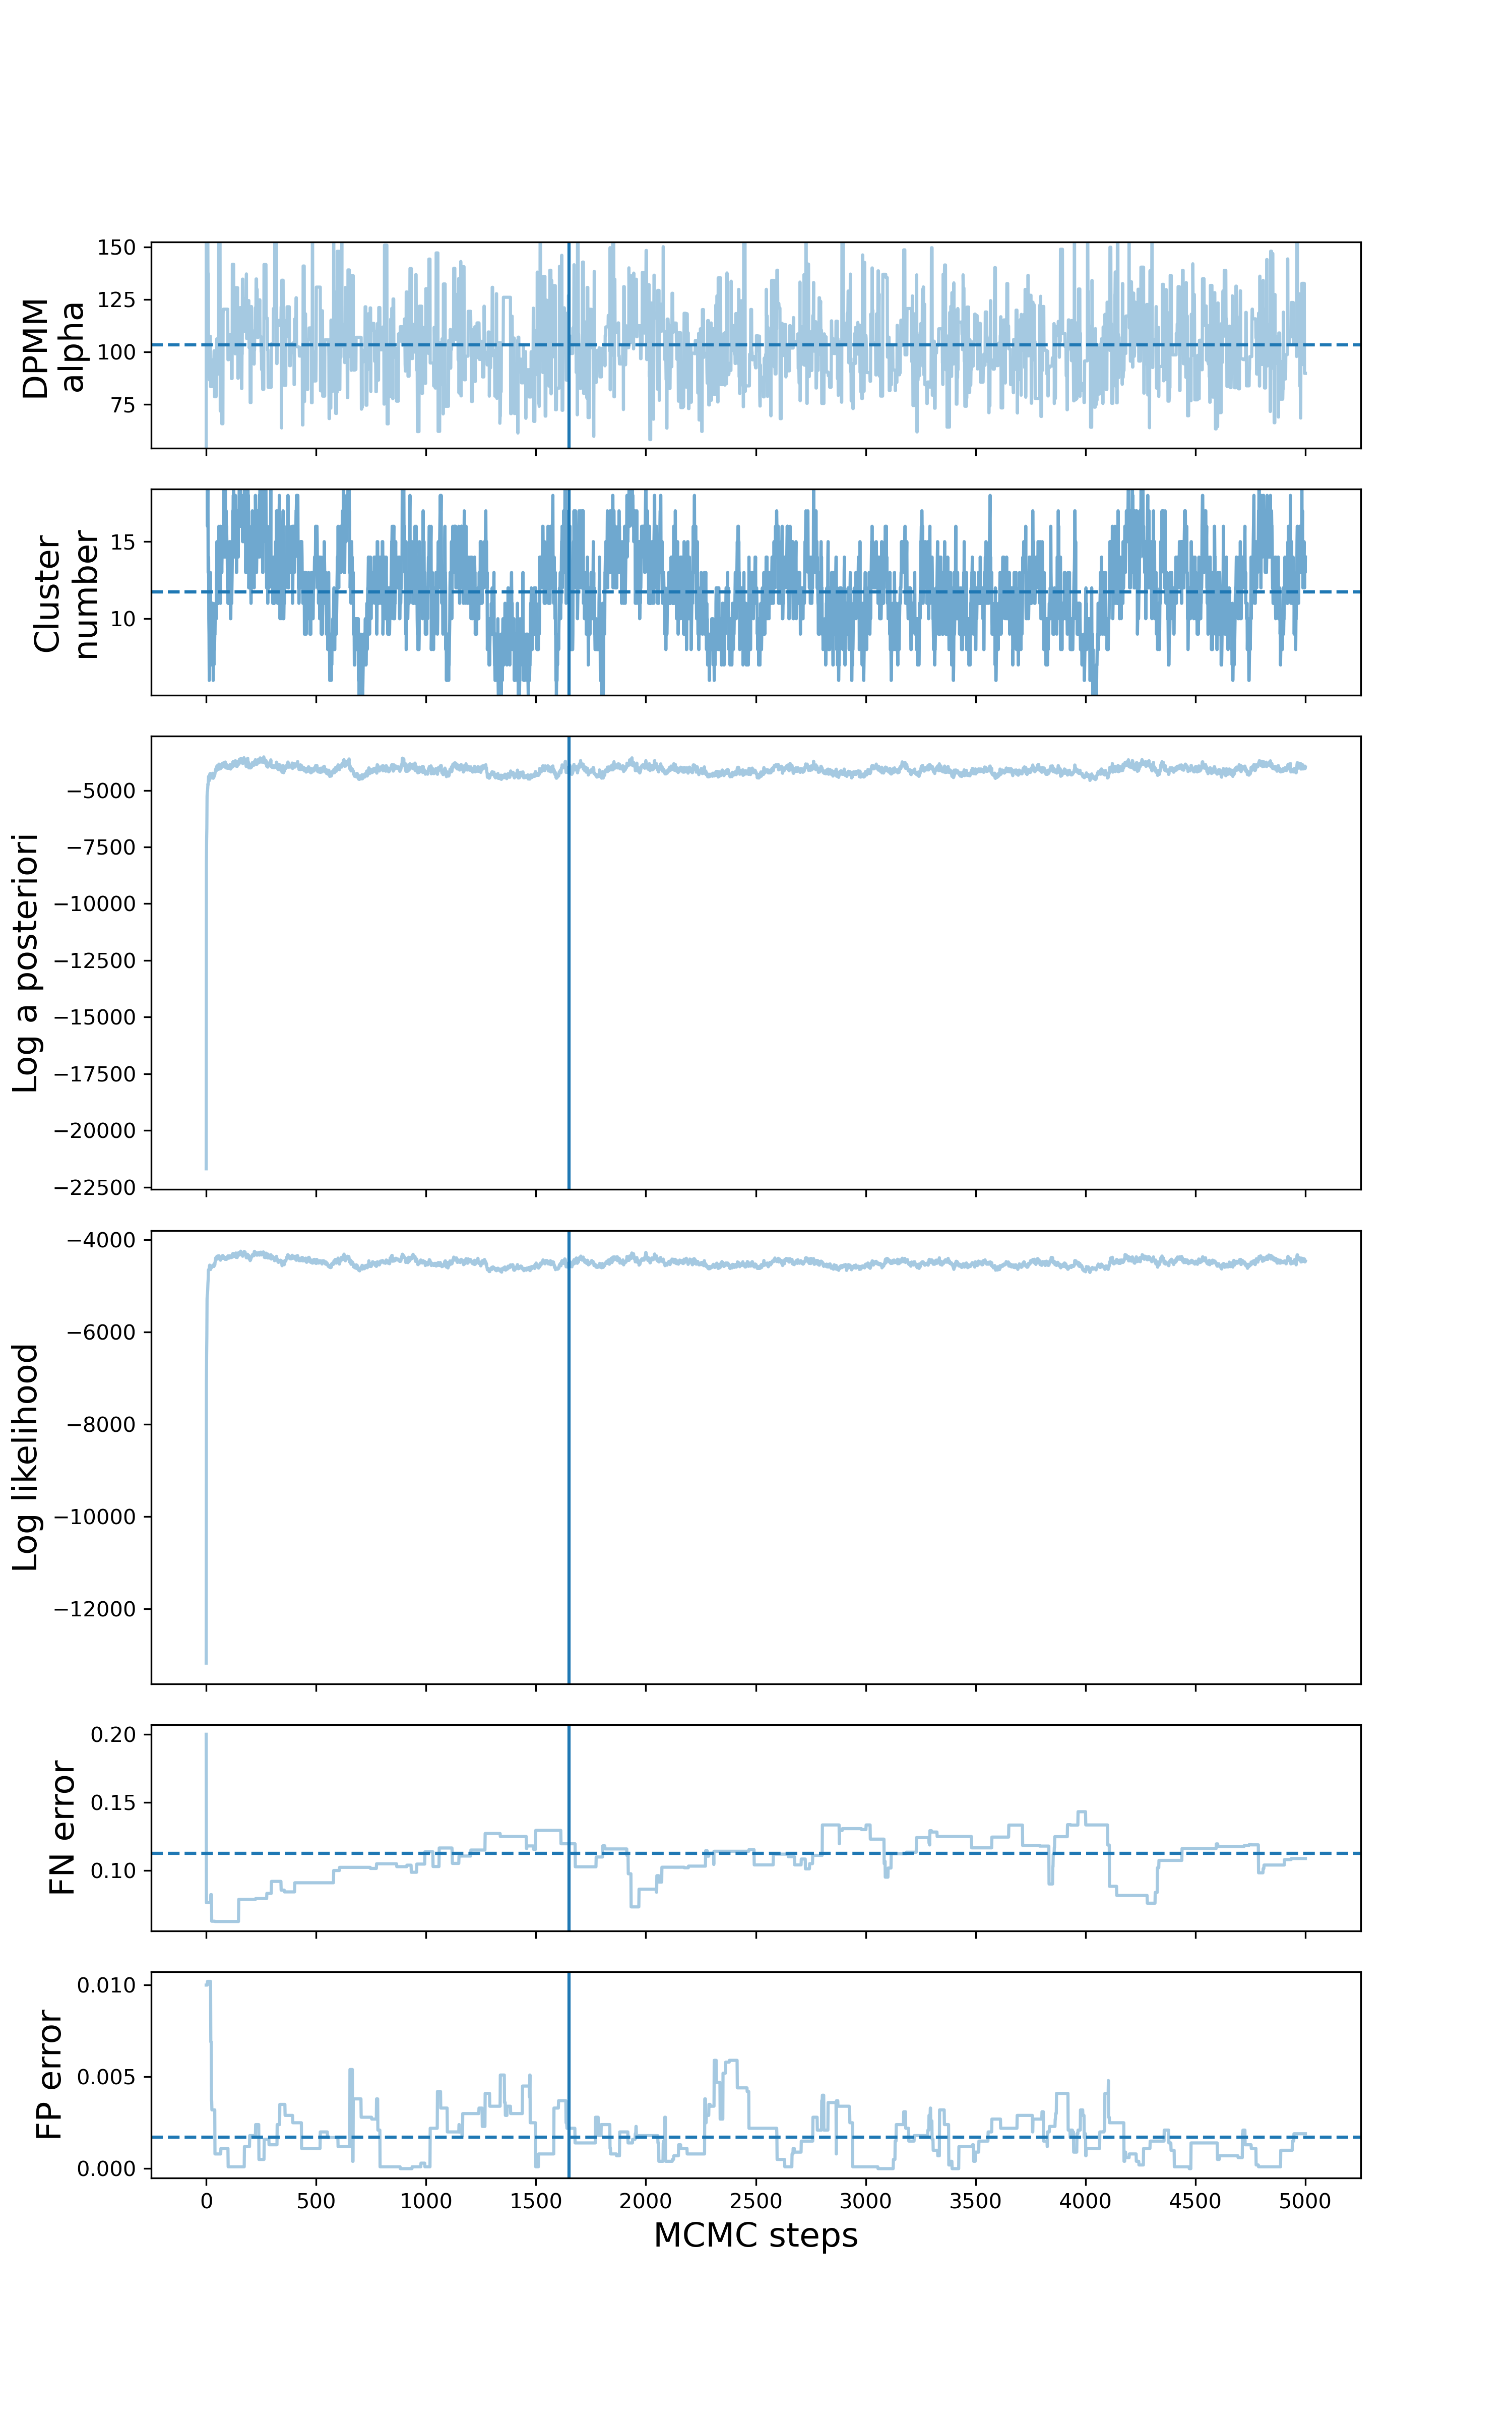 DPMM
alpha
150
125
100
75
Cluster
number
15
10
Log a posteriori
−5000
−7500
−10000
−12500
−15000
−17500
−20000
−22500
Log likelihood
−4000
−6000
−8000
−10000
−12000
FN error
0.20
0.15
0.10
FP error
0.010
0.005
0.000
0 500 1000 1500 2000 2500 3000 3500 4000 4500 5000
MCMC steps